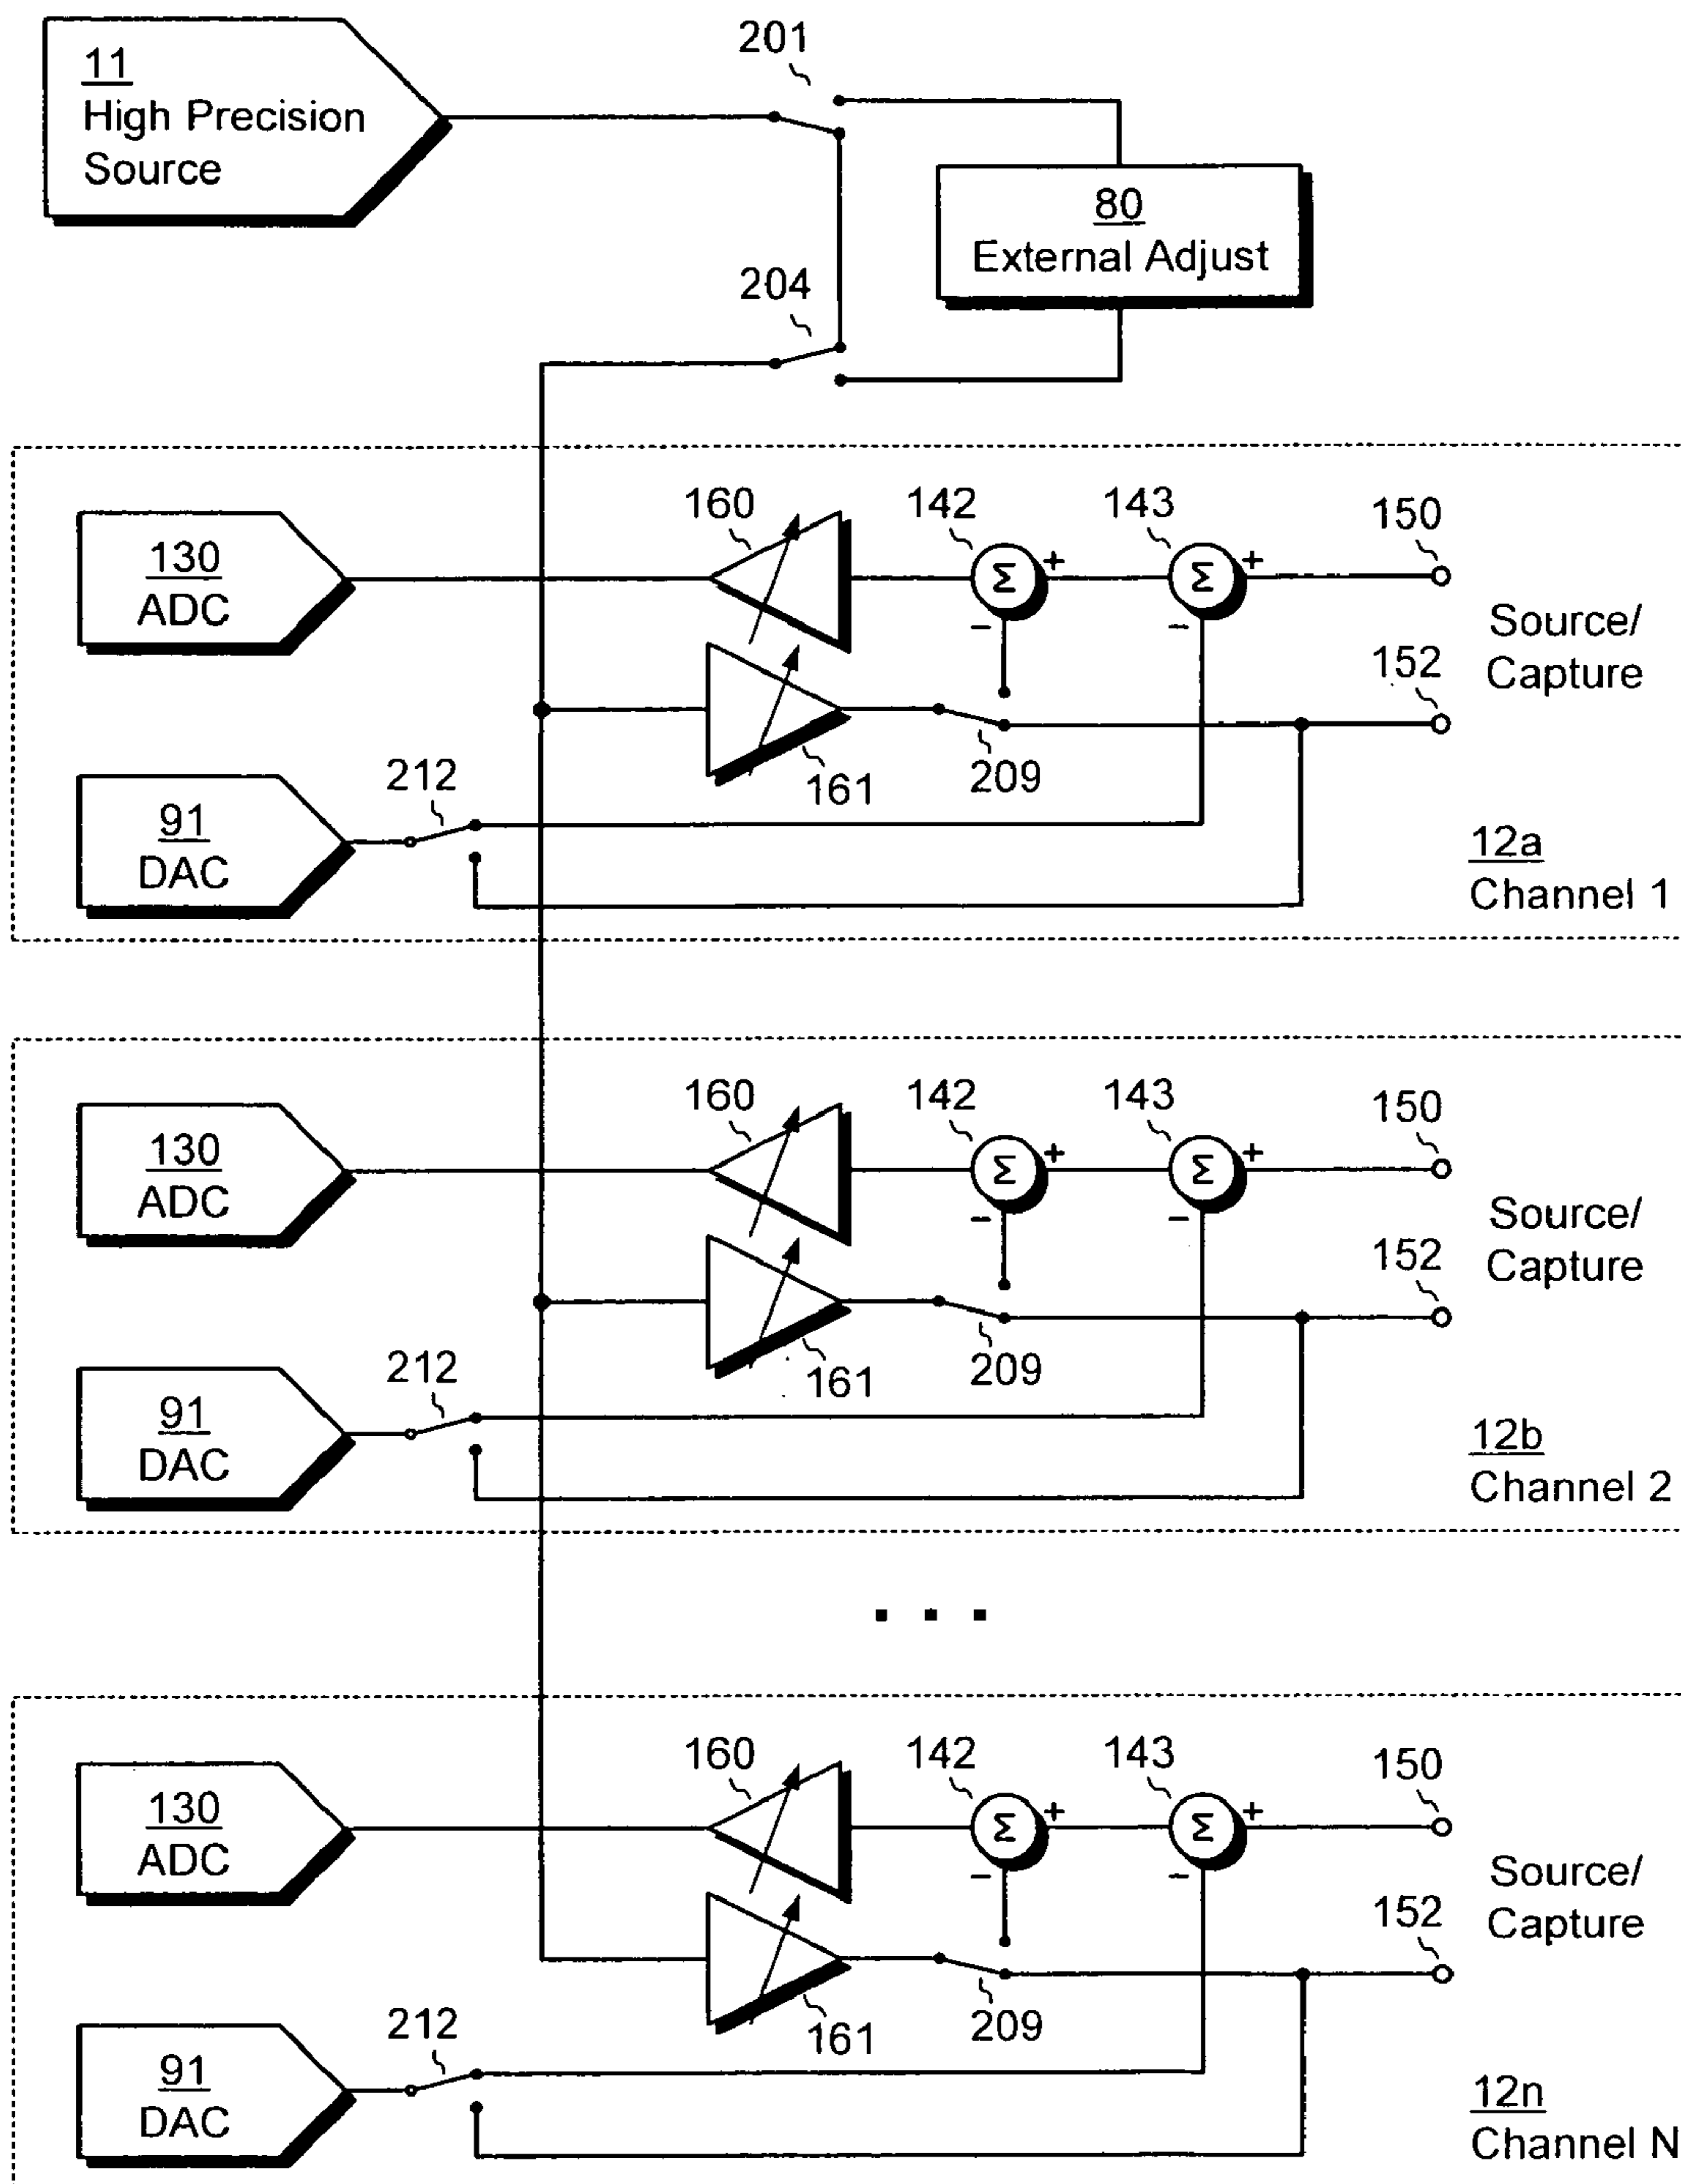 201
11
High Precision
Source
80
External Adjust
204
160
142
143
150
130
ADC
+
+
Σ
Σ
−
−
Source/
Capture
152
212
161
209
91
DAC
12a
Channel 1
160
142
143
150
130
ADC
+
+
Σ
Σ
−
−
Source/
Capture
152
212
161
209
91
DAC
12b
Channel 2
. . .
160
142
143
150
130
ADC
+
+
Σ
Σ
−
−
Source/
Capture
152
212
161
209
91
DAC
12n
Channel N